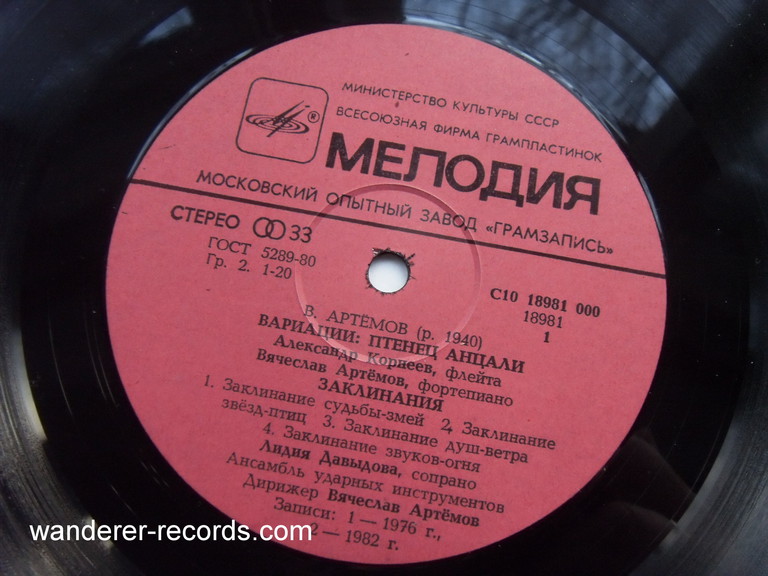 МИНИСТЕРСТВО КУЛЬТУРЫ СССР
ВСЕСОЮЗНАЯ ФИРМА ГРАМПЛАСТИНОК
®
МЕЛОДИЯ
МОСКОВСКИЙ ОПЫТНЫЙ ЗАВОД «ГРАМЗАПИСЬ»
СТЕРЕО 33
ГОСТ 5289-80
Гр. 2. 1-20
С10 18981 000
18981
1
В. АРТЁМОВ (р. 1940)
ВАРИАЦИИ: ПТЕНЕЦ АНЦАЛИ
Александр Корнеев, флейта
Вячеслав Артёмов, фортепиано
ЗАКЛИНАНИЯ
1. Заклинание судьбы-змей 2. Заклинание
звёзд-птиц 3. Заклинание душ-ветра
4. Заклинание звуков-огня
Лидия Давыдова, сопрано
Ансамбль ударных инструментов
Дирижер Вячеслав Артёмов
Записи: 1 — 1976 г.,
2 — 1982 г.
wanderer-records.com